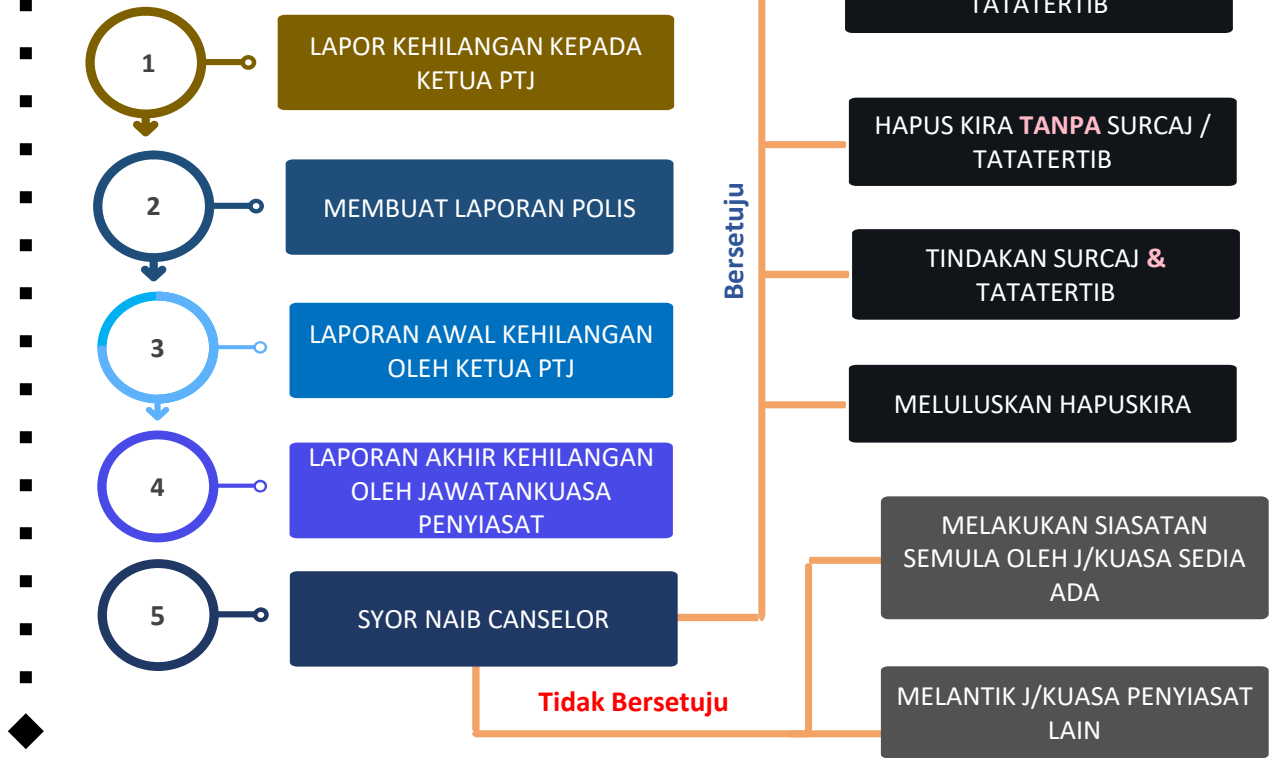 1
LAPOR KEHILANGAN KEPADA
KETUA PTJ
2
MEMBUAT LAPORAN POLIS
3
LAPORAN AWAL KEHILANGAN
OLEH KETUA PTJ
4
LAPORAN AKHIR KEHILANGAN
OLEH JAWATANKUASA
PENYIASAT
5
SYOR NAIB CANSELOR
Bersetuju
TATATERTIB
HAPUS KIRA TANPA SURCAJ /
TATATERTIB
TINDAKAN SURCAJ &
TATATERTIB
MELULUSKAN HAPUSKIRA
Tidak Bersetuju
MELAKUKAN SIASATAN
SEMULA OLEH J/KUASA SEDIA
ADA
MELANTIK J/KUASA PENYIASAT
LAIN